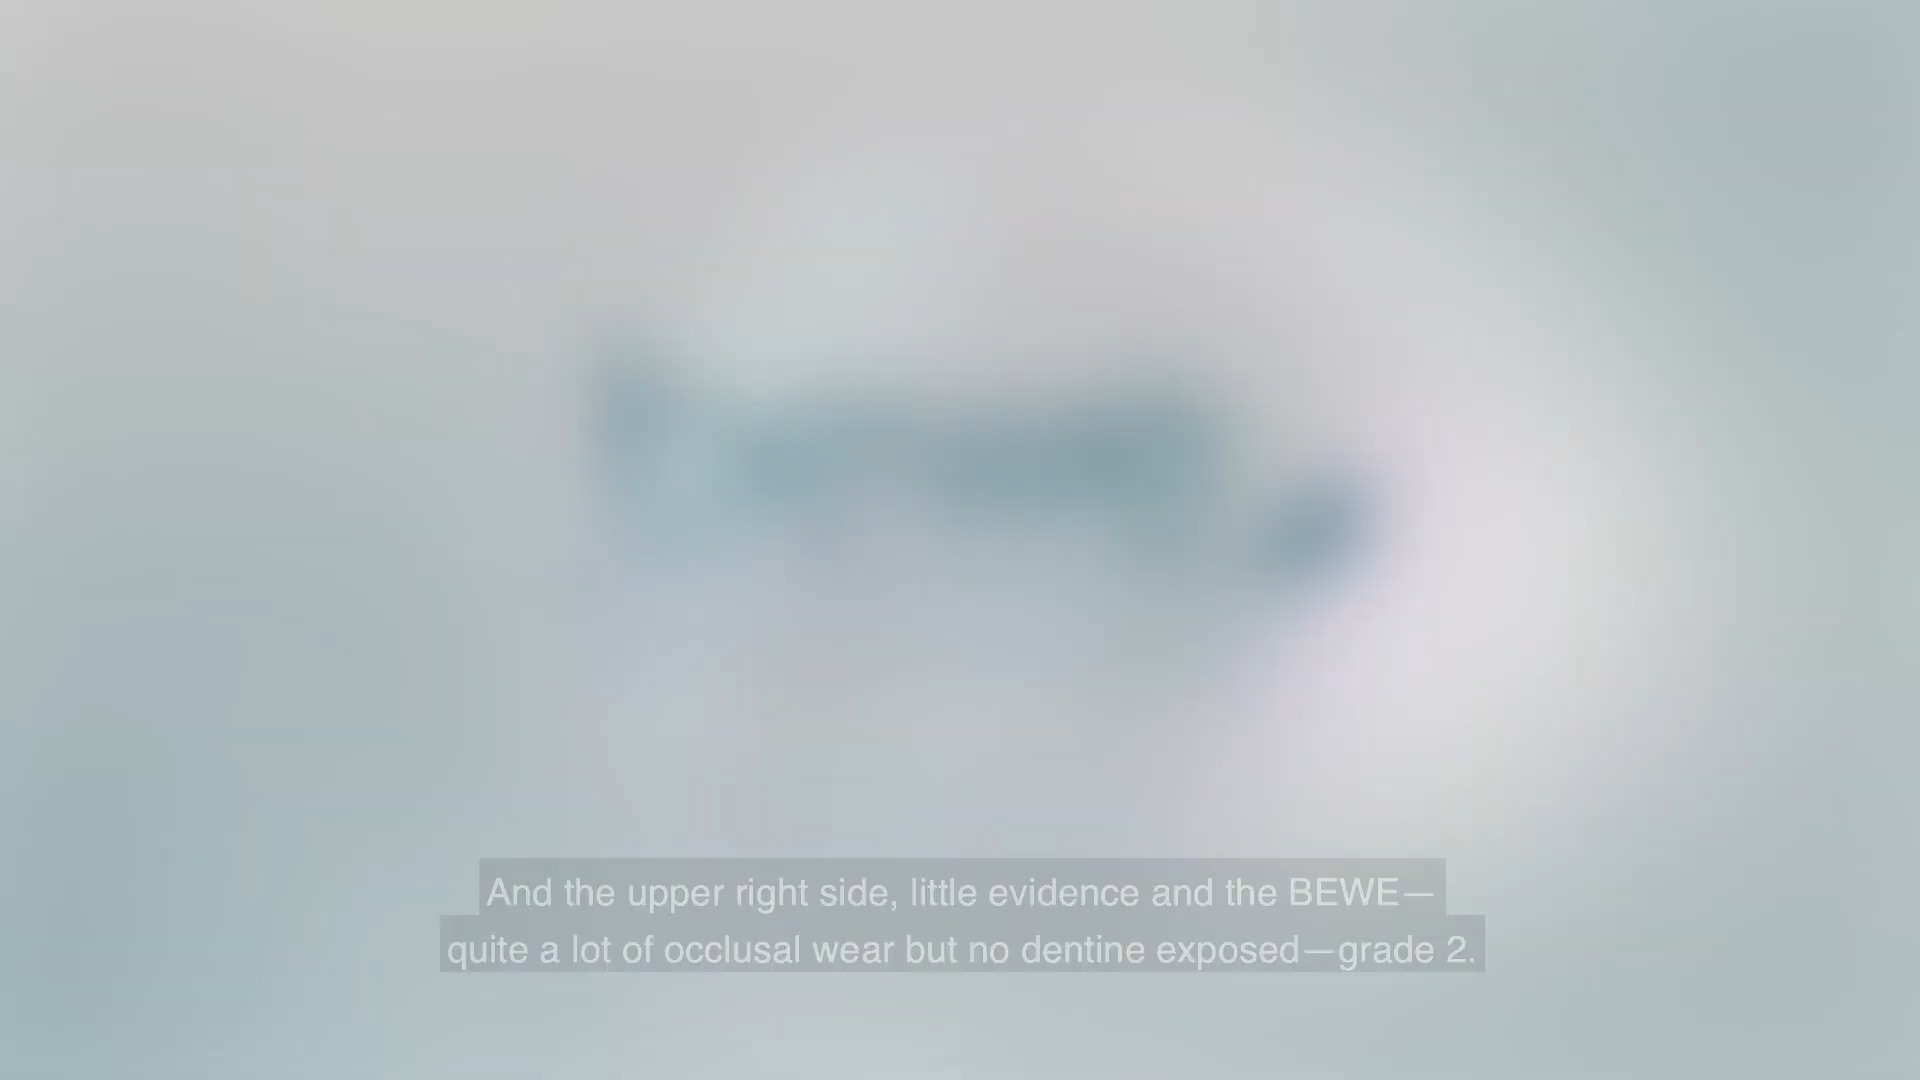 And the upper right side, little evidence and the BEWE—
quite a lot of occlusal wear but no dentine exposed—grade 2.